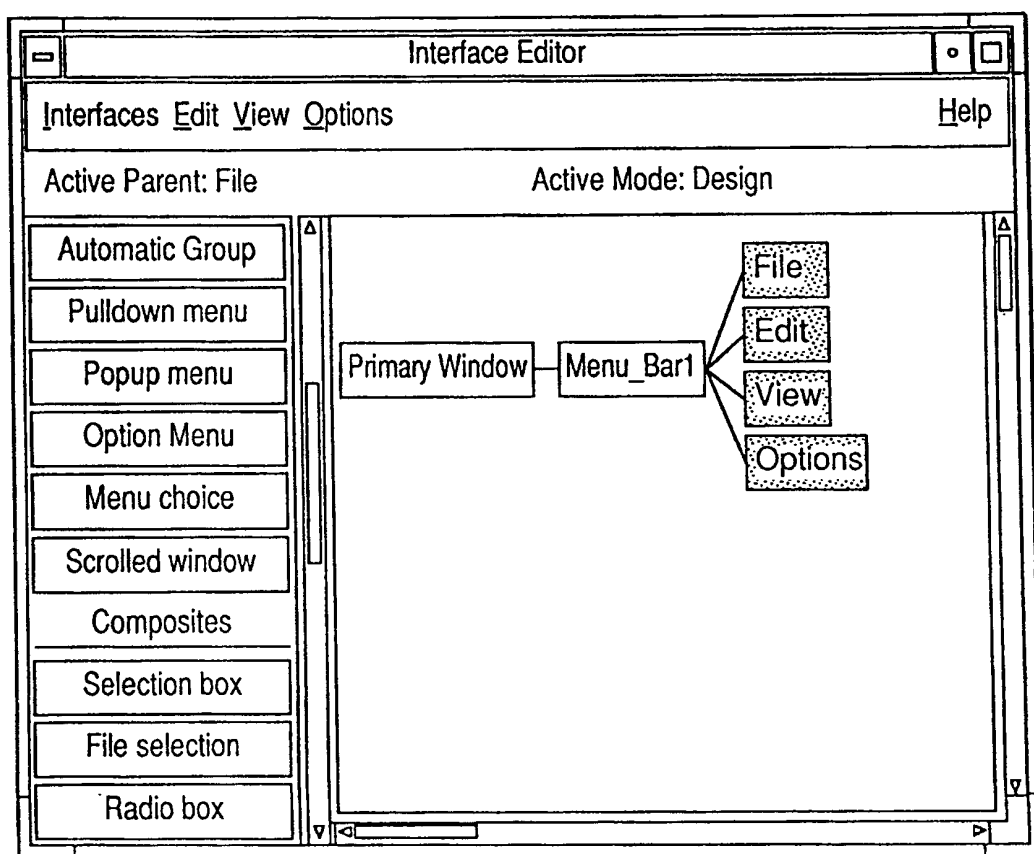 Interface Editor
Interfaces Edit View Options Help
Active Parent: File Active Mode: Design
Automatic Group
Pulldown menu
Popup menu
Option Menu
Menu choice
Scrolled window
Composites
Selection box
File selection
Radio box
Primary Window
Menu_Bar1
File
Edit
View
Options